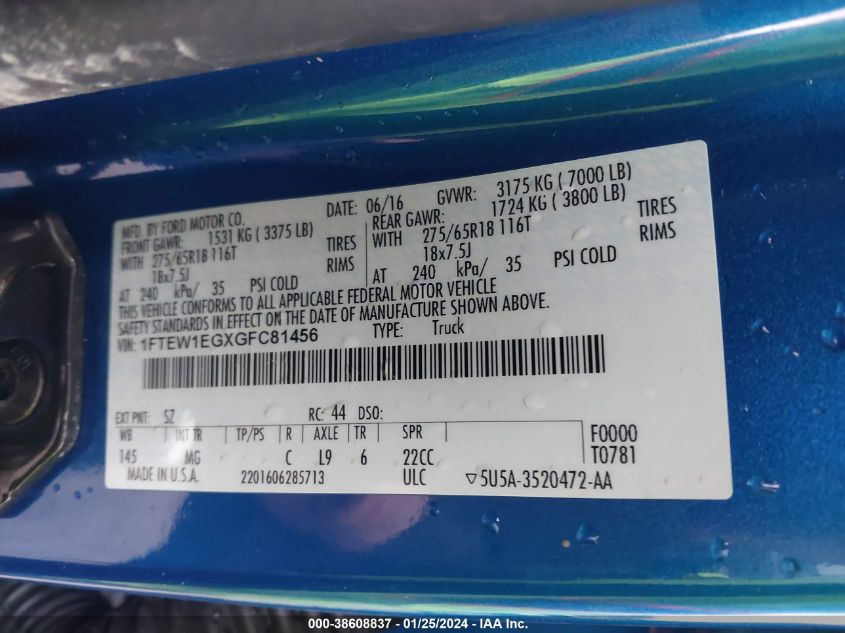 MFD. BY FORD MOTOR CO.
DATE: 06/16 GVWR: 3175 KG ( 7000 LB)
FRONT GAWR: 1531 KG ( 3375 LB)
REAR GAWR: 1724 KG ( 3800 LB)
WITH 275/65R18 116T TIRES
WITH 275/65R18 116T TIRES
18x7.5J RIMS
18x7.5J RIMS
AT 240 kPa/ 35 PSI COLD
AT 240 kPa/ 35 PSI COLD
THIS VEHICLE CONFORMS TO ALL APPLICABLE FEDERAL MOTOR VEHICLE
SAFETY STANDARDS IN EFFECT ON THE DATE OF MANUFACTURE SHOWN ABOVE.
VIN: 1FTEW1EGXGFC81456 TYPE: Truck
EXT PNT: SZ RC: 44 DSO:
WB INT TR TP/PS R AXLE TR SPR F0000
145 MG C L9 6 22CC T0781
MADE IN U.S.A. 2201606285713 ULC ▽5U5A-3520472-AA
000-38608837 - 01/25/2024 - IAA Inc.